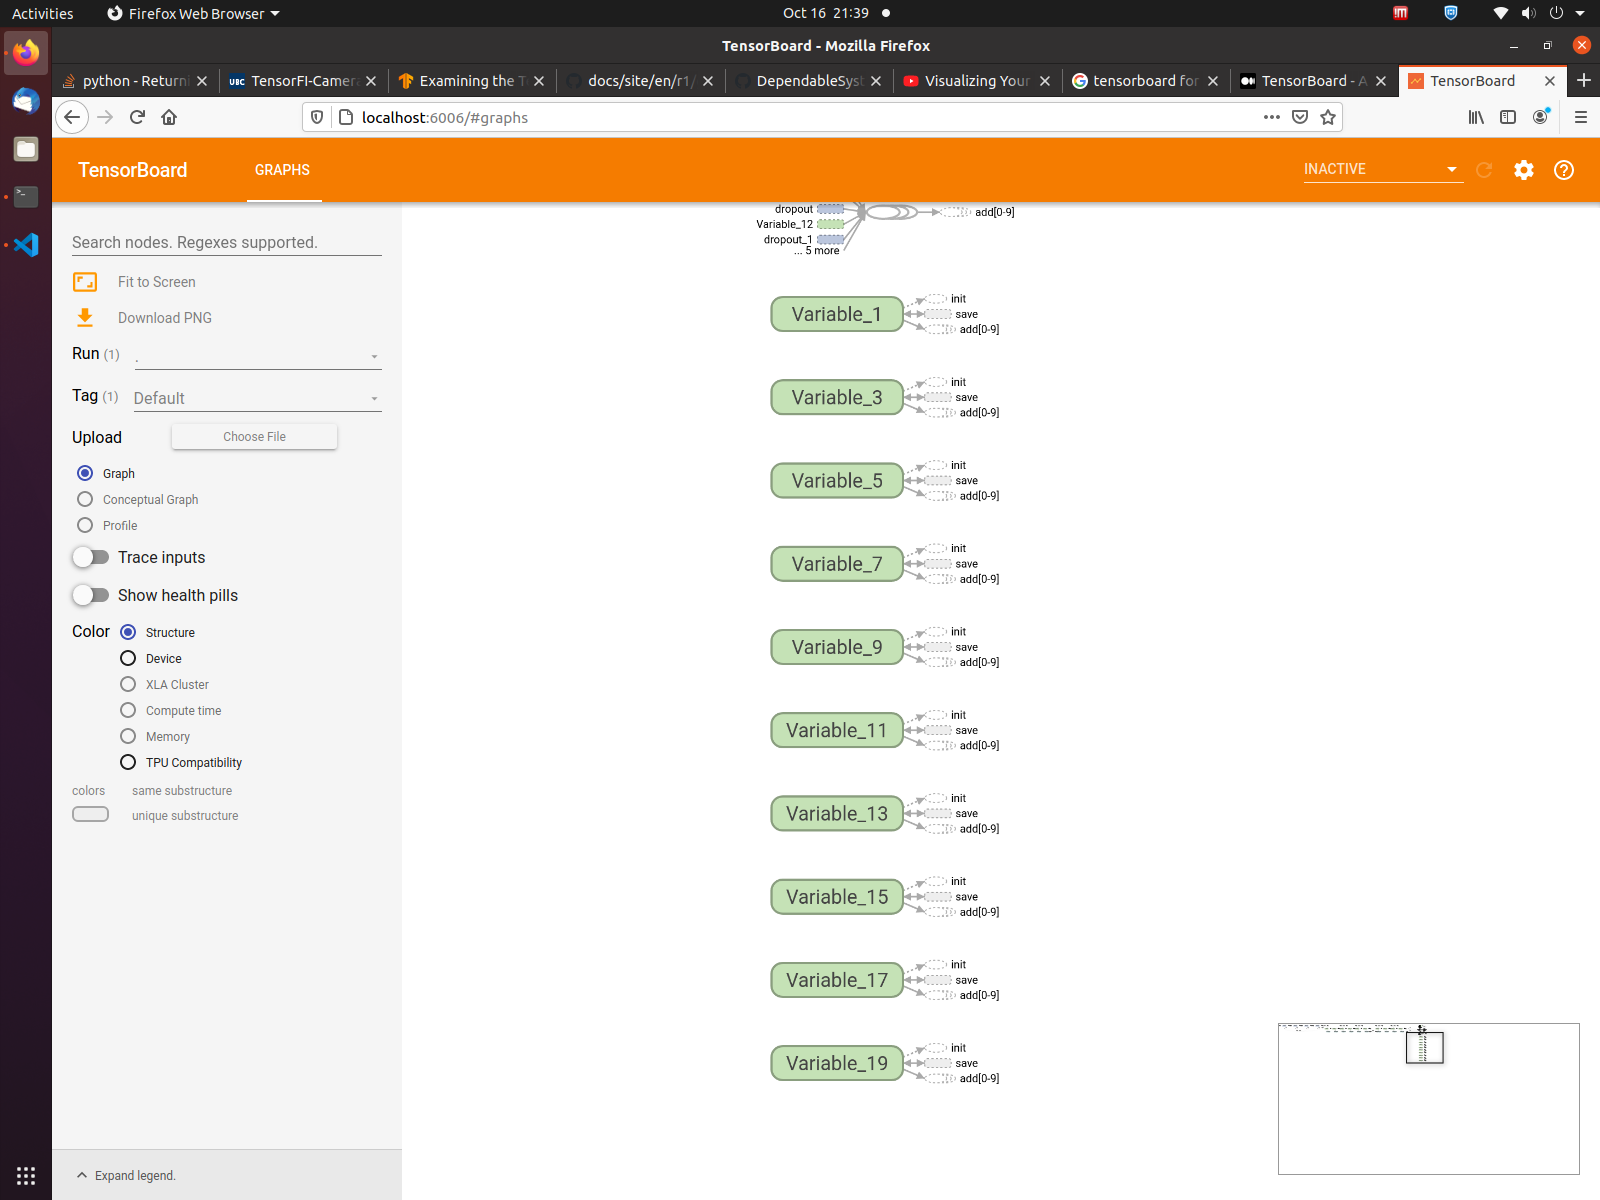 Activities
Firefox Web Browser
Oct 16 21:39
TensorBoard - Mozilla Firefox
python - Return
UBC TensorFI-Camera
Examining the T
docs/site/en/r1/
DependableSyst
Visualizing Your
tensorboard for
TensorBoard - A
TensorBoard
localhost:6006/#graphs
TensorBoard
GRAPHS
INACTIVE
Search nodes. Regexes supported.
Fit to Screen
Download PNG
Run (1) .
Tag (1) Default
Upload Choose File
Graph
Conceptual Graph
Profile
Trace inputs
Show health pills
Color Structure
Device
XLA Cluster
Compute time
Memory
TPU Compatibility
colors same substructure
unique substructure
Expand legend.
dropout
add[0-9]
Variable_12
dropout_1
... 5 more
Variable_1
init
save
add[0-9]
Variable_3
init
save
add[0-9]
Variable_5
init
save
add[0-9]
Variable_7
init
save
add[0-9]
Variable_9
init
save
add[0-9]
Variable_11
init
save
add[0-9]
Variable_13
init
save
add[0-9]
Variable_15
init
save
add[0-9]
Variable_17
init
save
add[0-9]
Variable_19
init
save
add[0-9]